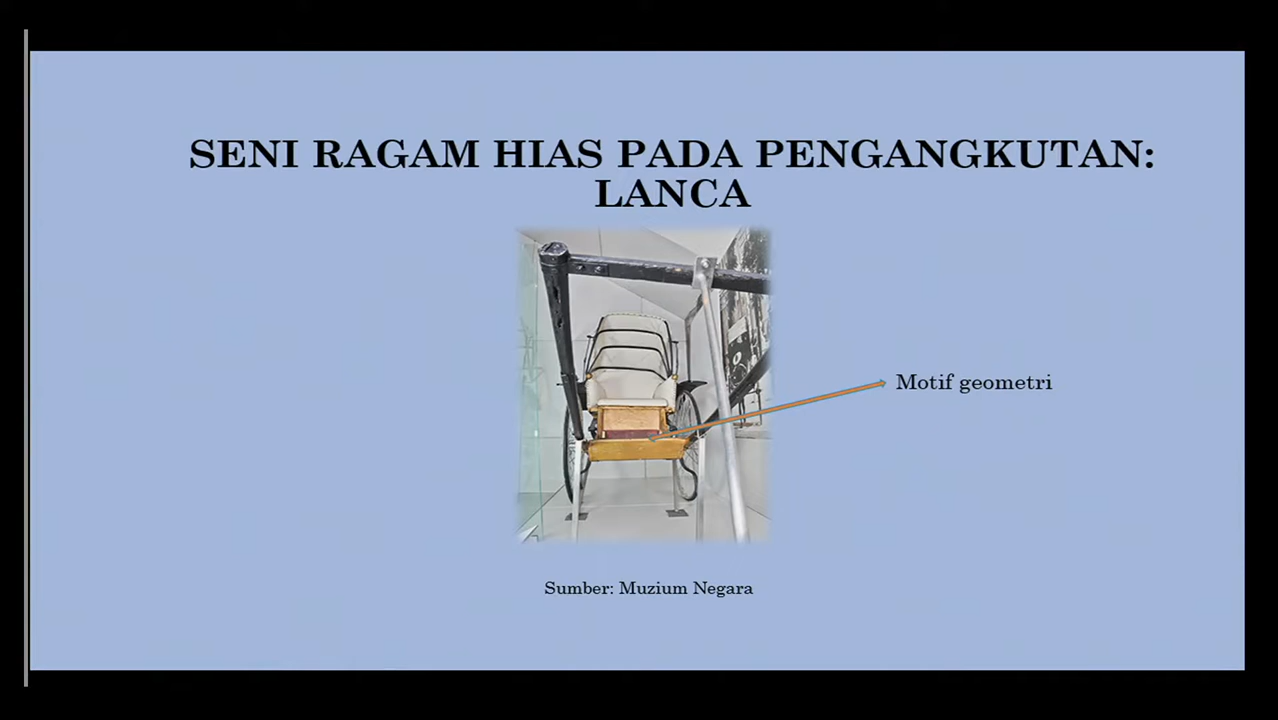 SENI RAGAM HIAS PADA PENGANGKUTAN:
LANCA
Motif geometri
Sumber: Muzium Negara